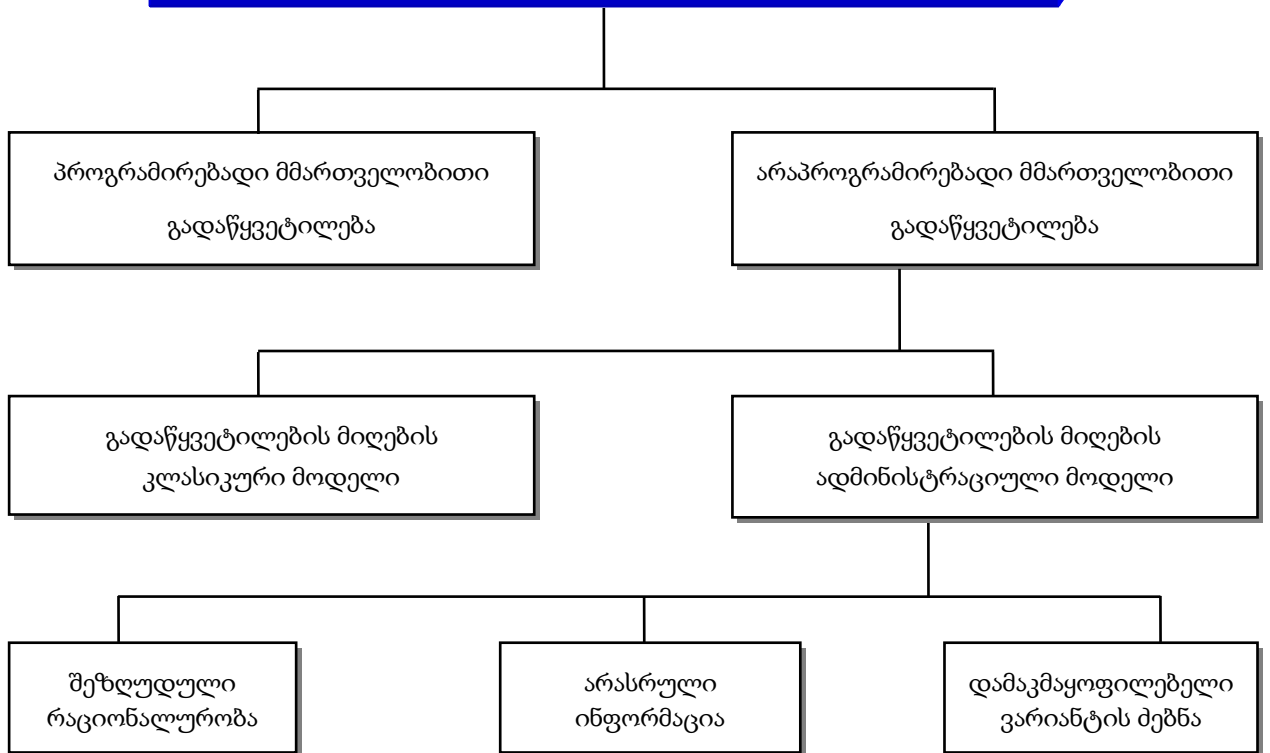 პროგრამირებადი მმართველობითი
გადაწყვეტილება
არაპროგრამირებადი მმართველობითი
გადაწყვეტილება
გადაწყვეტილების მიღების
კლასიკური მოდელი
გადაწყვეტილების მიღების
ადმინისტრაციული მოდელი
შეზღუდული
რაციონალურობა
არასრული
ინფორმაცია
დამაკმაყოფილებელი
ვარიანტის ძებნა